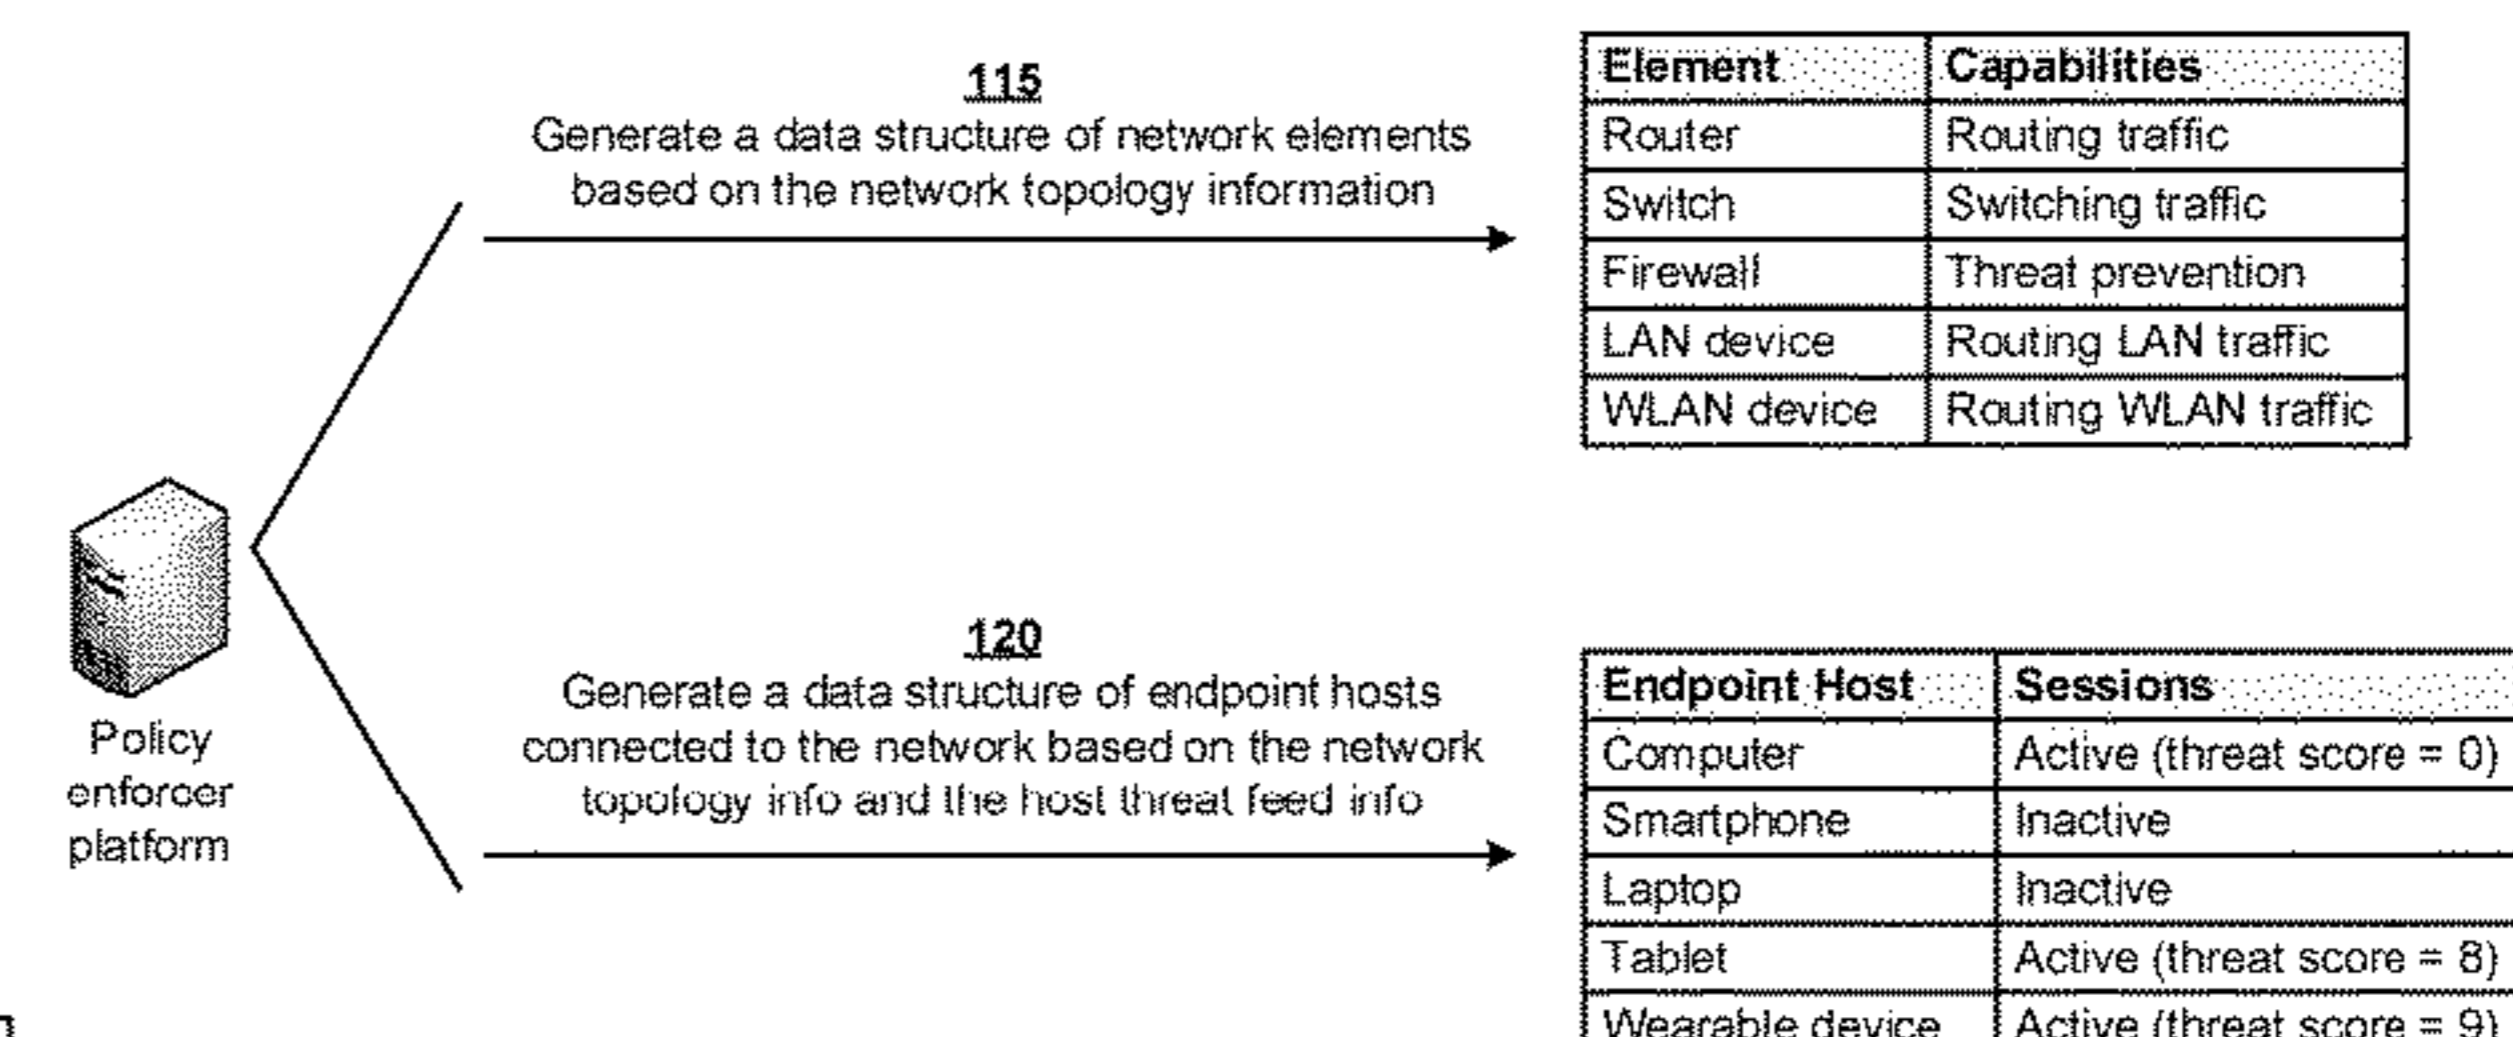 115
Generate a data structure of network elements
based on the network topology information
Element Capabilities
Router Routing traffic
Switch Switching traffic
Firewall Threat prevention
LAN device Routing LAN traffic
WLAN device Routing WLAN traffic
Policy
enforcer
platform
120
Generate a data structure of endpoint hosts
connected to the network based on the network
topology info and the host threat feed info
Endpoint Host Sessions
Computer Active (threat score = 0)
Smartphone Inactive
Laptop Inactive
Tablet Active (threat score = 8)
Wearable device Active (threat score = 9)